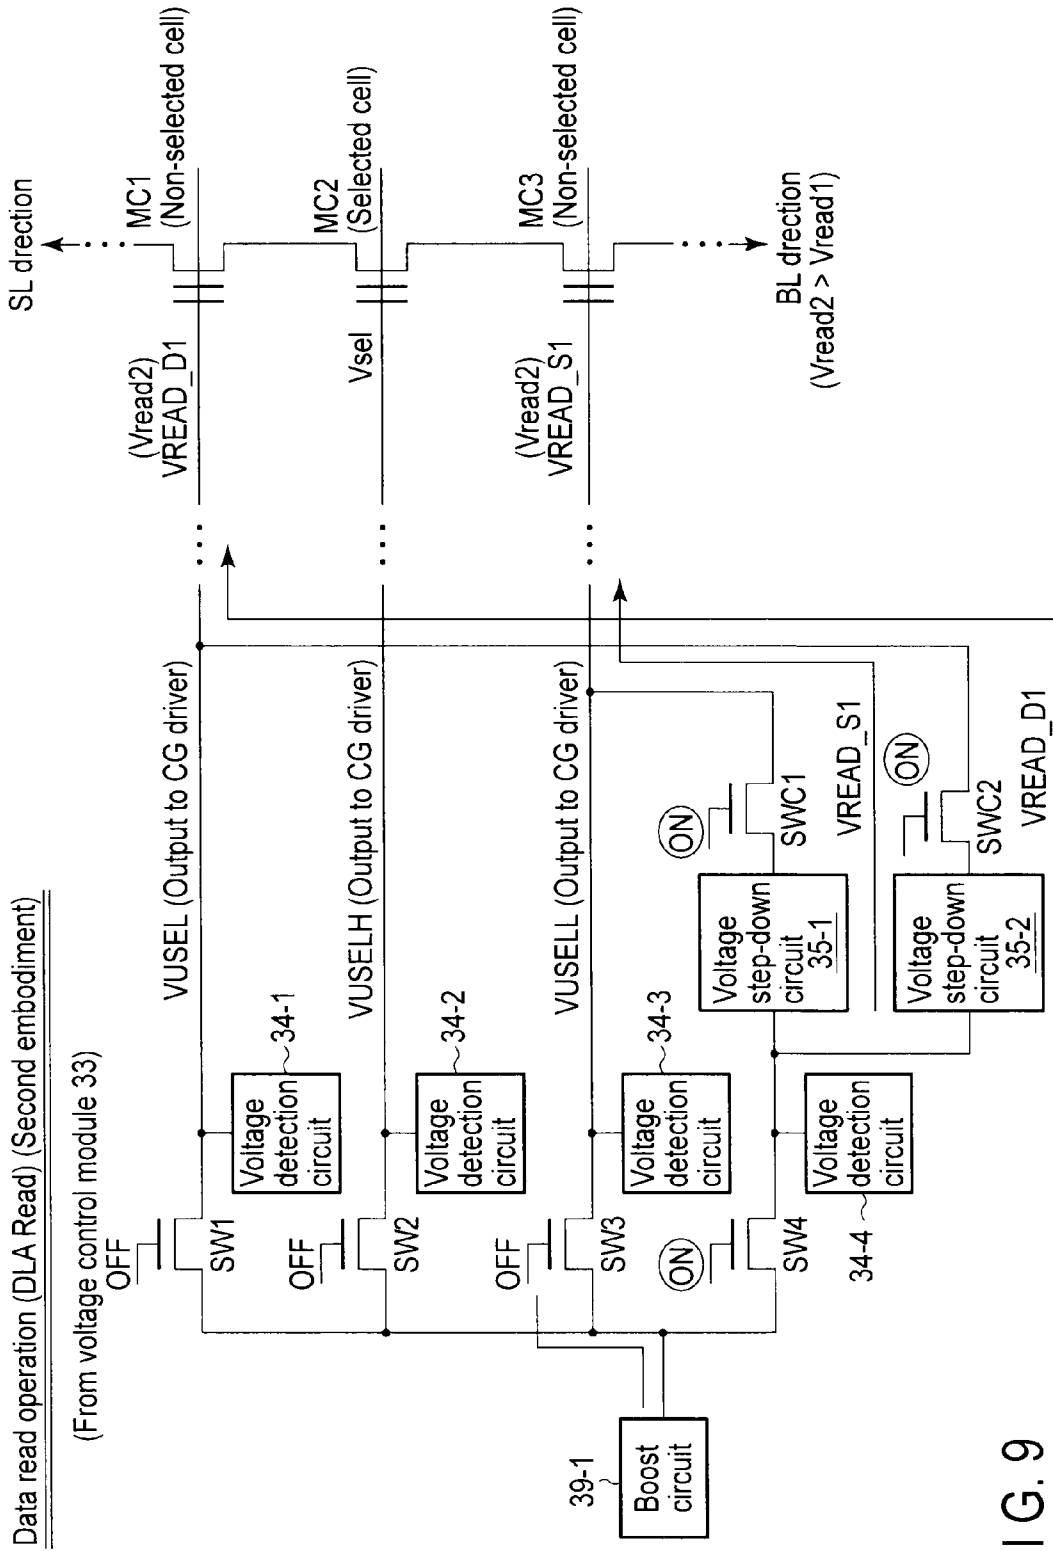 Data read operation (DLA Read) (Second embodiment)
(From voltage control module 33)
OFF
SW1
Voltage
detection
circuit
34-1
VUSEL (Output to CG driver)
(Vread2)
VREAD_D1
SL drection
MC1
(Non-selected cell)
OFF
SW2
Voltage
detection
circuit
34-2
VUSELH (Output to CG driver)
Vsel
MC2
(Selected cell)
OFF
SW3
Voltage
detection
circuit
34-3
VUSELL (Output to CG driver)
(Vread2)
VREAD_S1
MC3
(Non-selected cell)
39-1
Boost
circuit
ON
SW4
Voltage
detection
circuit
34-4
Voltage
step-down
circuit
35-1
ON
SWC1
VREAD_S1
BL drection
(Vread2 > Vread1)
Voltage
step-down
circuit
35-2
ON
SWC2
VREAD_D1
I G. 9